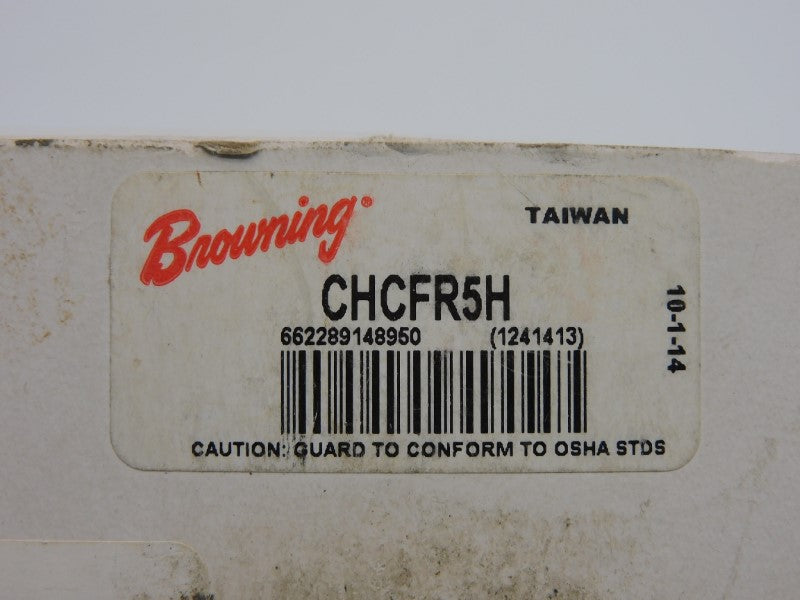 Browning®
TAIWAN
CHCFR5H
662289148950 (1241413)
10-1-14
CAUTION: GUARD TO CONFORM TO OSHA STDS